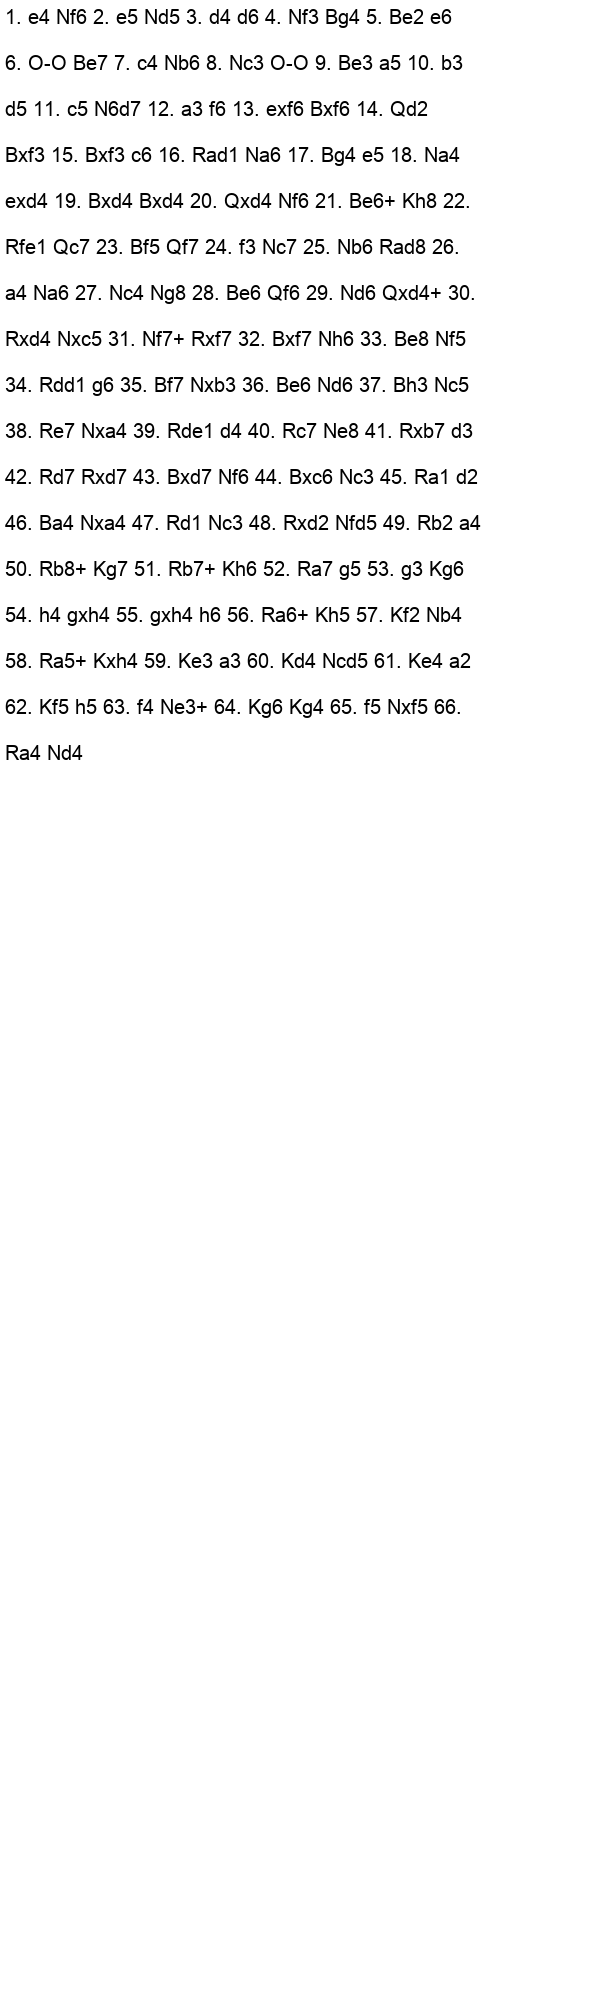 1. e4 Nf6 2. e5 Nd5 3. d4 d6 4. Nf3 Bg4 5. Be2 e6
6. O-O Be7 7. c4 Nb6 8. Nc3 O-O 9. Be3 a5 10. b3
d5 11. c5 N6d7 12. a3 f6 13. exf6 Bxf6 14. Qd2
Bxf3 15. Bxf3 c6 16. Rad1 Na6 17. Bg4 e5 18. Na4
exd4 19. Bxd4 Bxd4 20. Qxd4 Nf6 21. Be6+ Kh8 22.
Rfe1 Qc7 23. Bf5 Qf7 24. f3 Nc7 25. Nb6 Rad8 26.
a4 Na6 27. Nc4 Ng8 28. Be6 Qf6 29. Nd6 Qxd4+ 30.
Rxd4 Nxc5 31. Nf7+ Rxf7 32. Bxf7 Nh6 33. Be8 Nf5
34. Rdd1 g6 35. Bf7 Nxb3 36. Be6 Nd6 37. Bh3 Nc5
38. Re7 Nxa4 39. Rde1 d4 40. Rc7 Ne8 41. Rxb7 d3
42. Rd7 Rxd7 43. Bxd7 Nf6 44. Bxc6 Nc3 45. Ra1 d2
46. Ba4 Nxa4 47. Rd1 Nc3 48. Rxd2 Nfd5 49. Rb2 a4
50. Rb8+ Kg7 51. Rb7+ Kh6 52. Ra7 g5 53. g3 Kg6
54. h4 gxh4 55. gxh4 h6 56. Ra6+ Kh5 57. Kf2 Nb4
58. Ra5+ Kxh4 59. Ke3 a3 60. Kd4 Ncd5 61. Ke4 a2
62. Kf5 h5 63. f4 Ne3+ 64. Kg6 Kg4 65. f5 Nxf5 66.
Ra4 Nd4